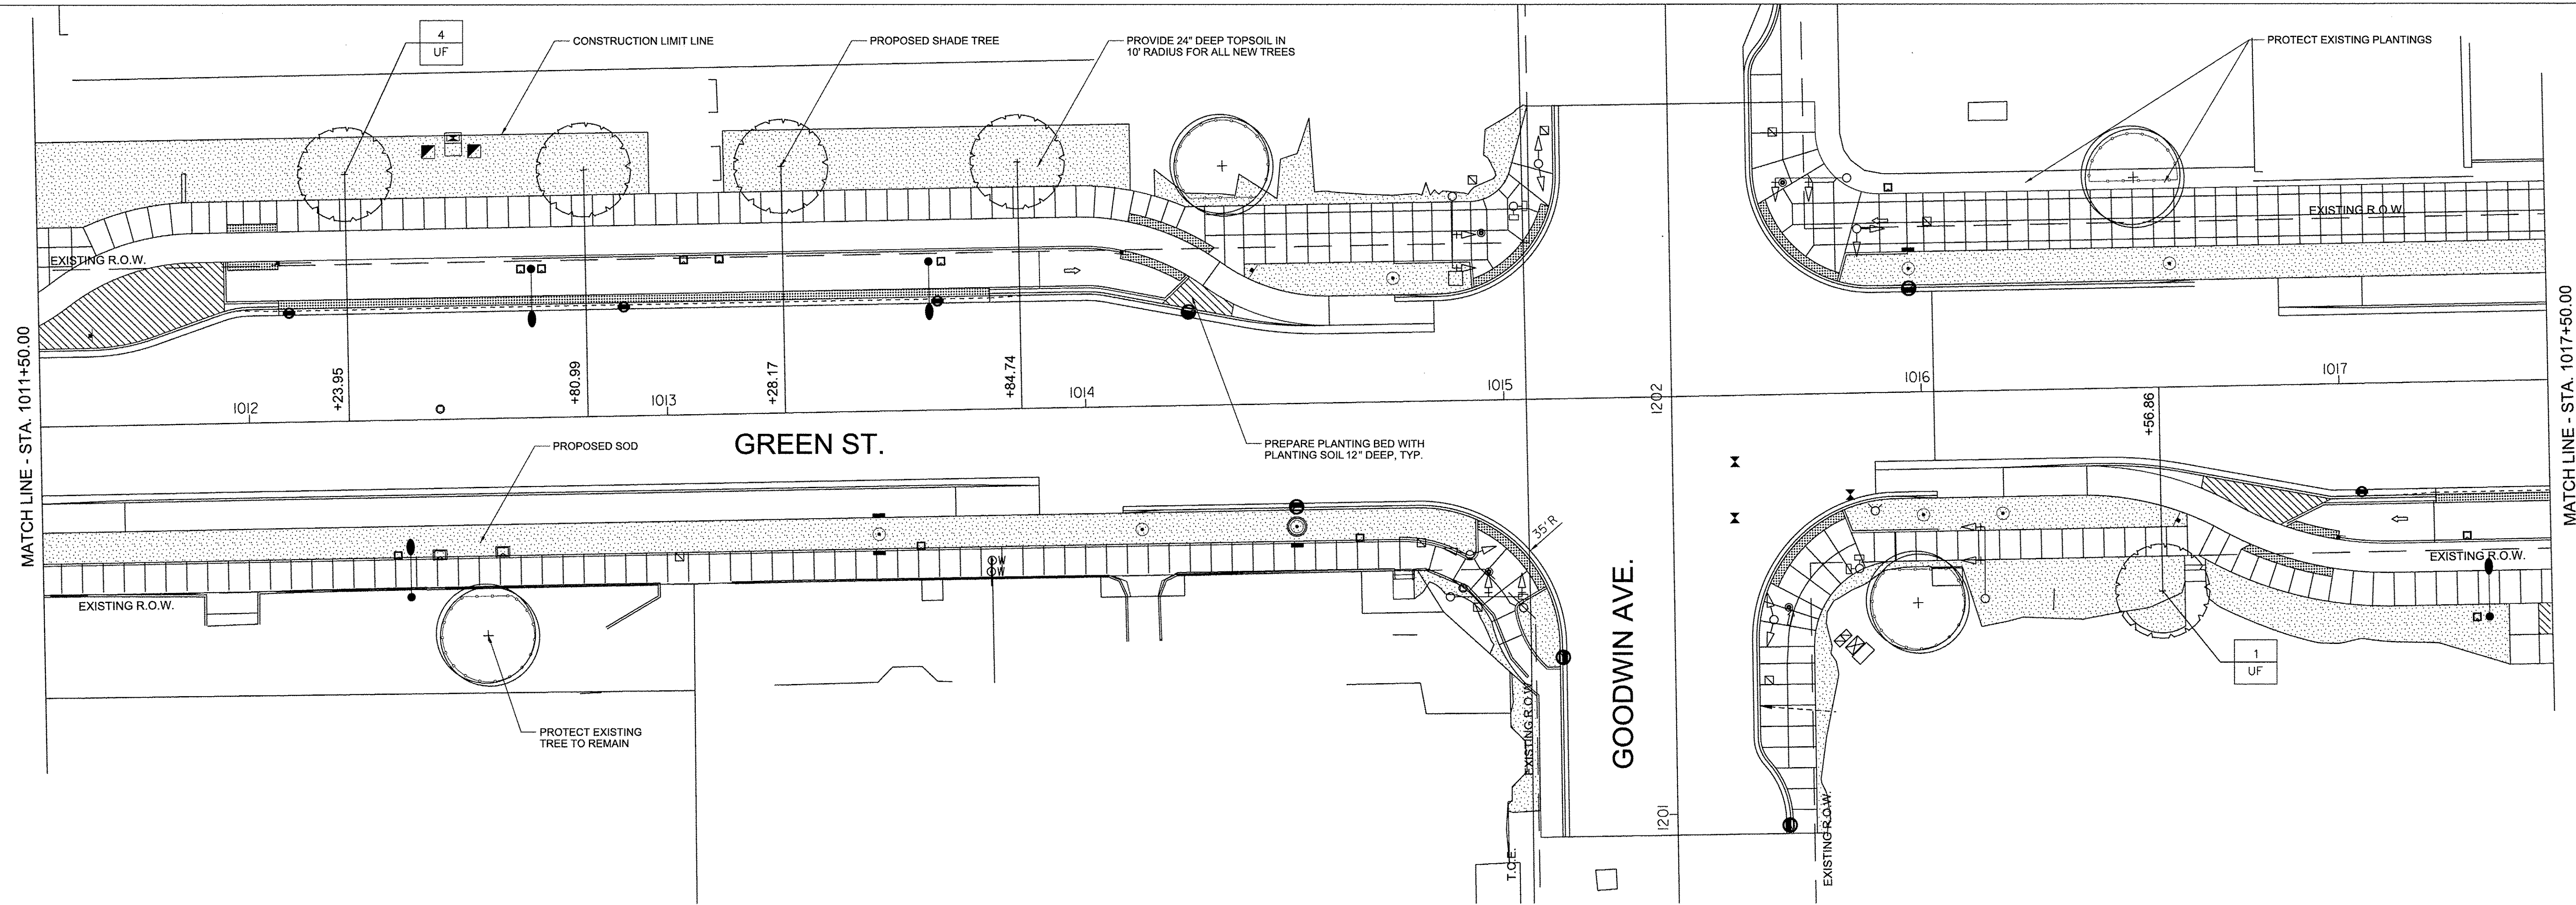 4
UF
CONSTRUCTION LIMIT LINE
PROPOSED SHADE TREE
PROVIDE 24" DEEP TOPSOIL IN
10' RADIUS FOR ALL NEW TREES
PROTECT EXISTING PLANTINGS
EXISTING R.O.W.
EXISTING R.O.W.
MATCH LINE - STA. 1011+50.00
MATCH LINE - STA. 1017+50.00
+23.95
+80.99
+28.17
+84.74
1012
1013
1014
1015
1202
1016
1017
+56.86
GREEN ST.
PROPOSED SOD
PREPARE PLANTING BED WITH
PLANTING SOIL 12" DEEP, TYP.
35' R
W
W
EXISTING R.O.W.
EXISTING R.O.W.
GOODWIN AVE.
1
UF
PROTECT EXISTING
TREE TO REMAIN
EXISTING R.O.W.
1201
T.C.E.
EXISTING R.O.W.